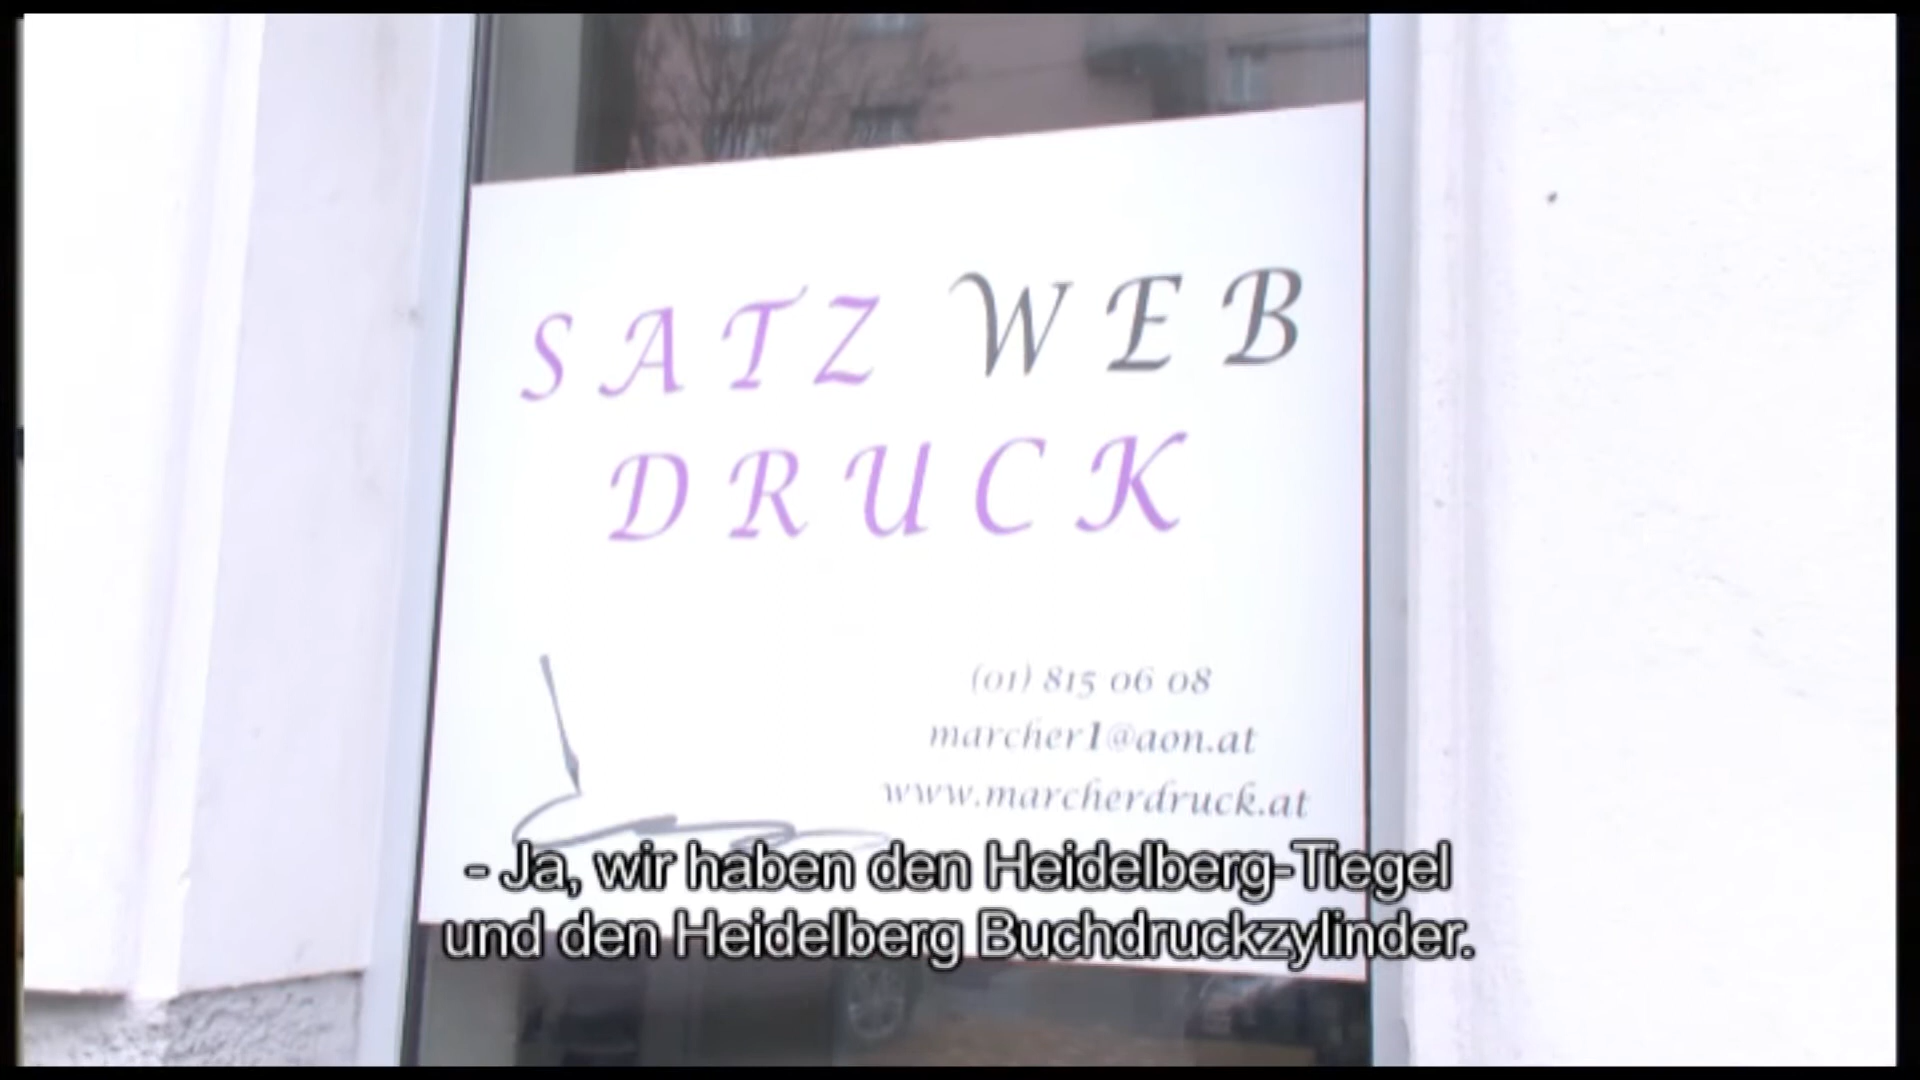 SATZ WEB
DRUCK
(01) 815 06 08
marcher1@aon.at
www.marcherdruck.at
- Ja, wir haben den Heidelberg-Tiegel
und den Heidelberg Buchdruckzylinder.